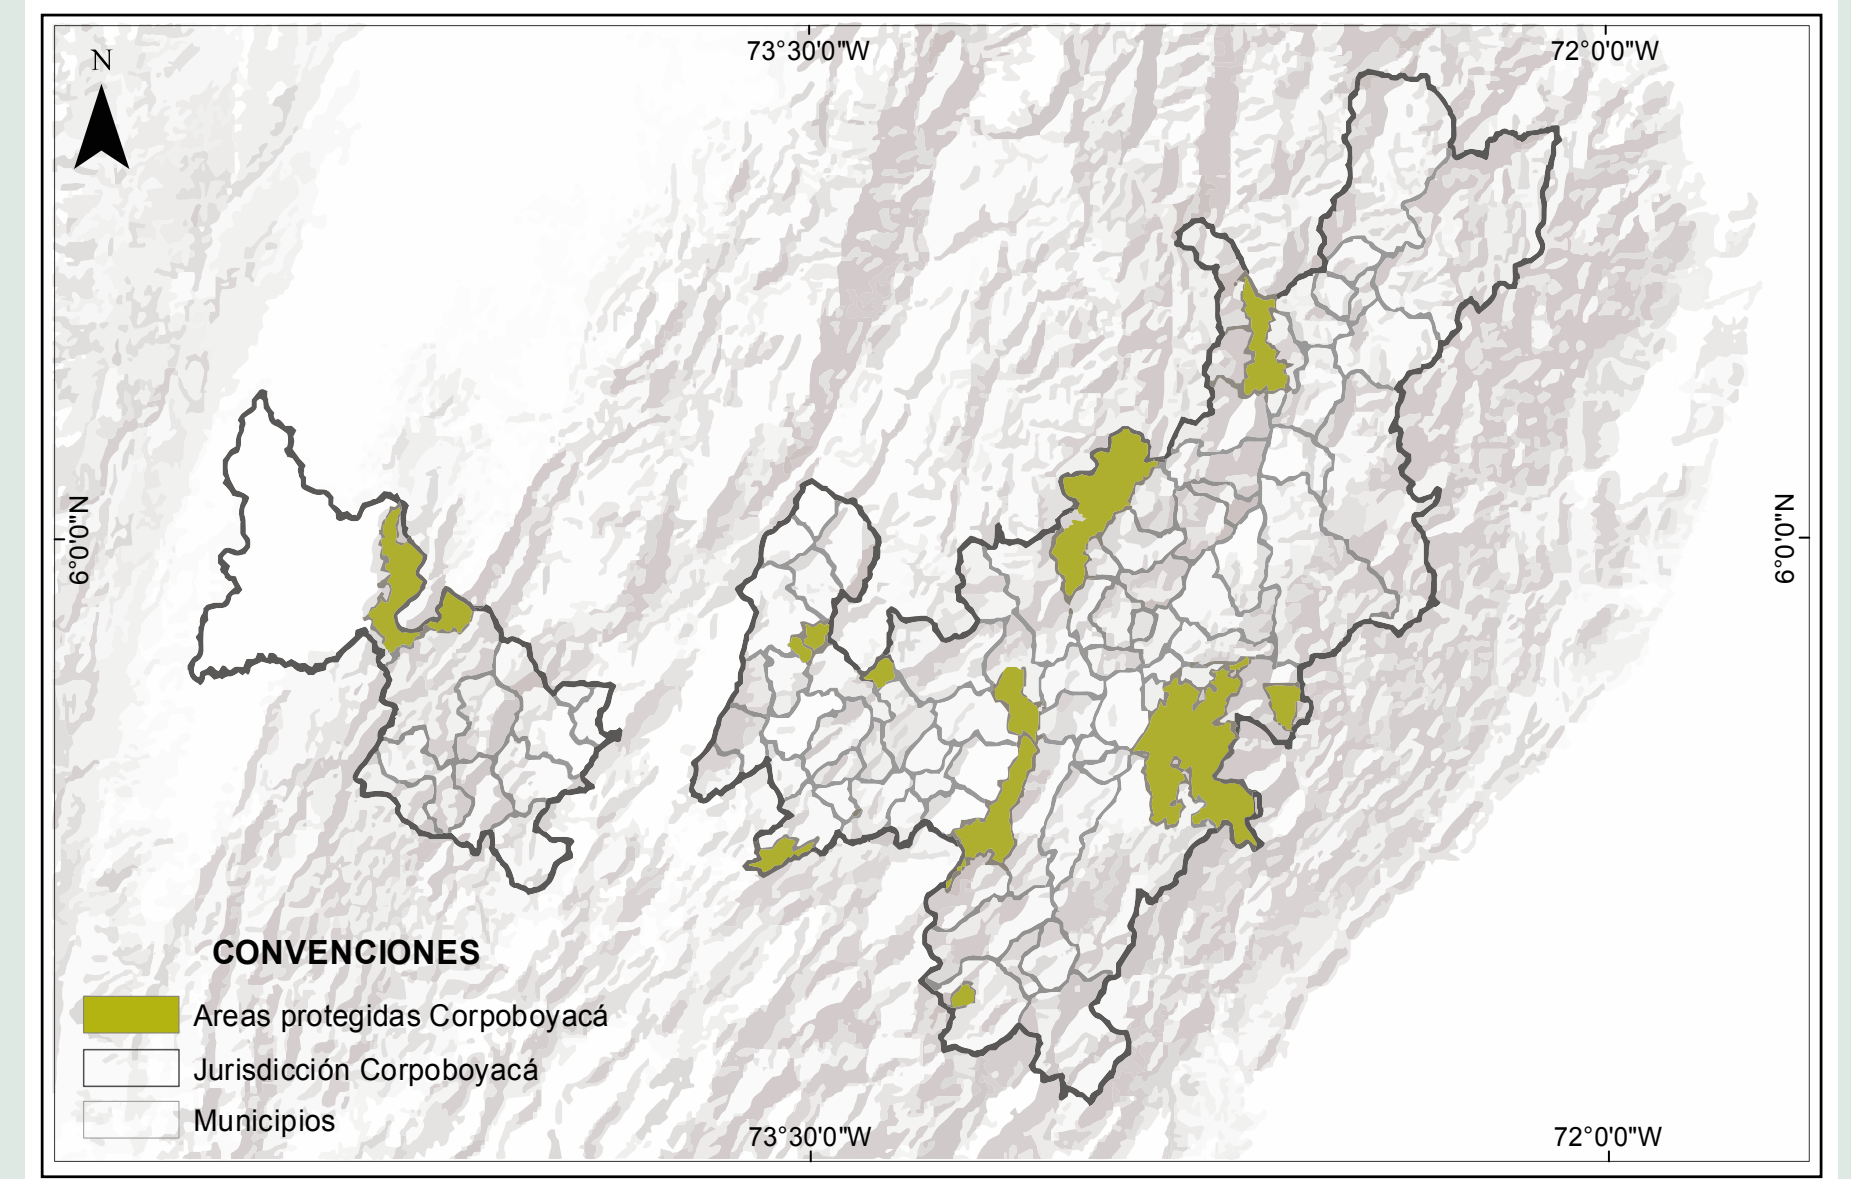 N
73°30'0"W
72°0'0"W
6°0'0"N
6°0'0"N
CONVENCIONES
Areas protegidas Corpoboyacá
Jurisdicción Corpoboyacá
Municipios
73°30'0"W
72°0'0"W